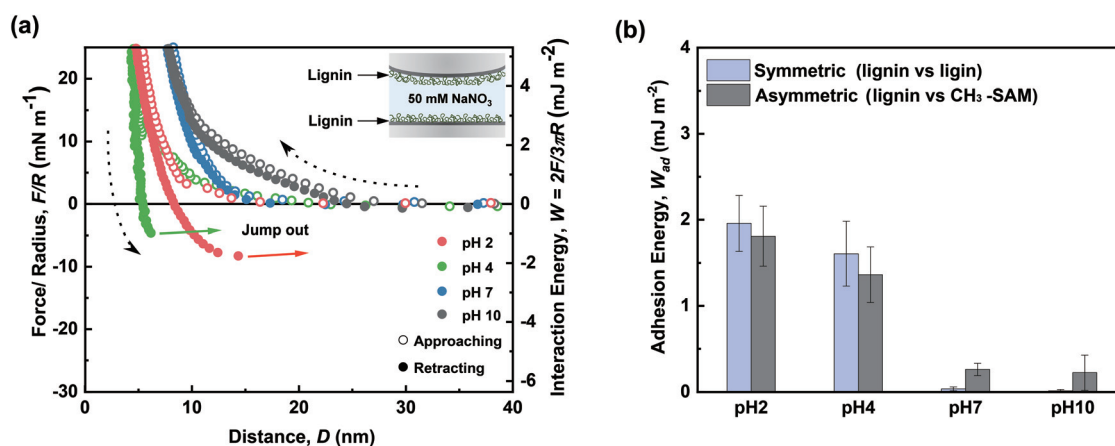 (a)
Force/ Radius, F/R (mN m⁻¹)
20
10
0
-10
-20
-30
0
10
20
30
40
Distance, D (nm)
Interaction Energy, W = 2F/3πR (mJ m⁻²)
4
2
0
-2
-4
-6
Lignin
50 mM NaNO₃
Lignin
Jump out
pH 2
pH 4
pH 7
pH 10
Approaching
Retracting
(b)
Adhesion Energy, Wad (mJ m⁻²)
4
3
2
1
0
Symmetric (lignin vs ligin)
Asymmetric (lignin vs CH₃ -SAM)
pH2
pH4
pH7
pH10